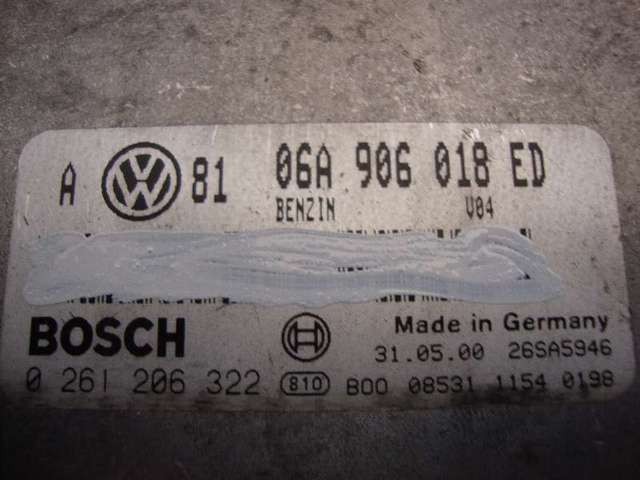 A VW 81 06A 906 018 ED
BENZIN V04
BOSCH
Made in Germany
31.05.00 26SA5946
0 261 206 322 810 B00 08531 1154 0198